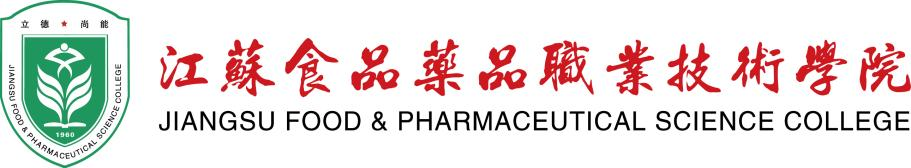 立德★尚能
JIANGSU FOOD & PHARMACEUTICAL SCIENCE COLLEGE
1960
江蘇食品藥品職業技術學院
JIANGSU FOOD & PHARMACEUTICAL SCIENCE COLLEGE